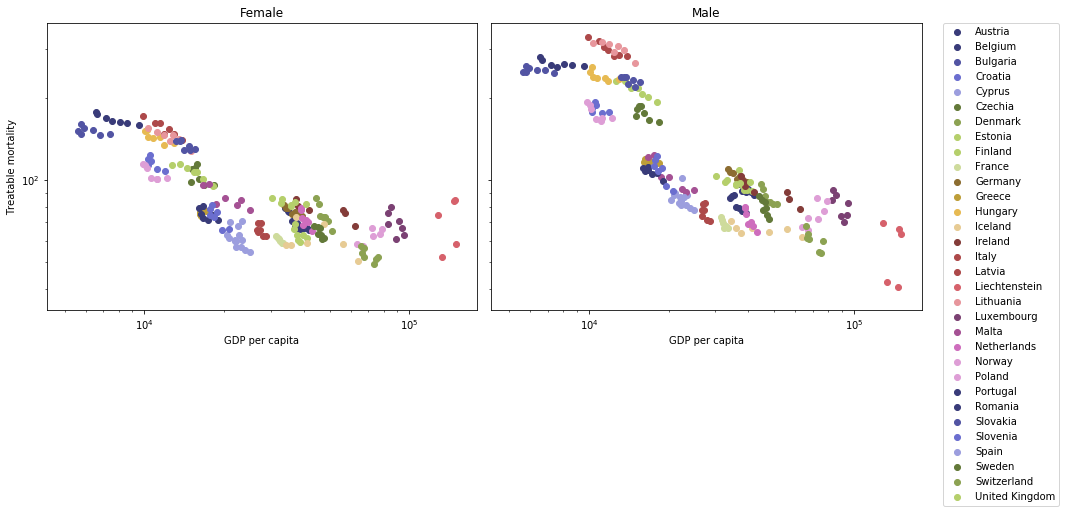 Female
Male
Treatable mortality
10²
10⁴
10⁵
GDP per capita
10⁴
10⁵
GDP per capita
Austria
Belgium
Bulgaria
Croatia
Cyprus
Czechia
Denmark
Estonia
Finland
France
Germany
Greece
Hungary
Iceland
Ireland
Italy
Latvia
Liechtenstein
Lithuania
Luxembourg
Malta
Netherlands
Norway
Poland
Portugal
Romania
Slovakia
Slovenia
Spain
Sweden
Switzerland
United Kingdom